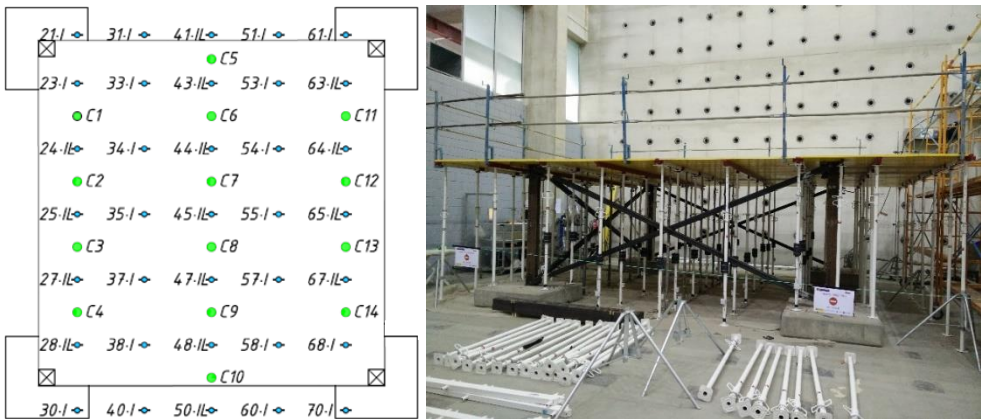 21·I 31·I 41·IL 51·I 61·I
C5
23·I 33·I 43·IL 53·I 63·IL
C1 C6 C11
24·IL 34·I 44·IL 54·I 64·IL
C2 C7 C12
25·IL 35·I 45·IL 55·I 65·IL
C3 C8 C13
27·IL 37·I 47·IL 57·I 67·IL
C4 C9 C14
28·IL 38·I 48·IL 58·I 68·I
C10
30·I 40·I 50·IL 60·I 70·I